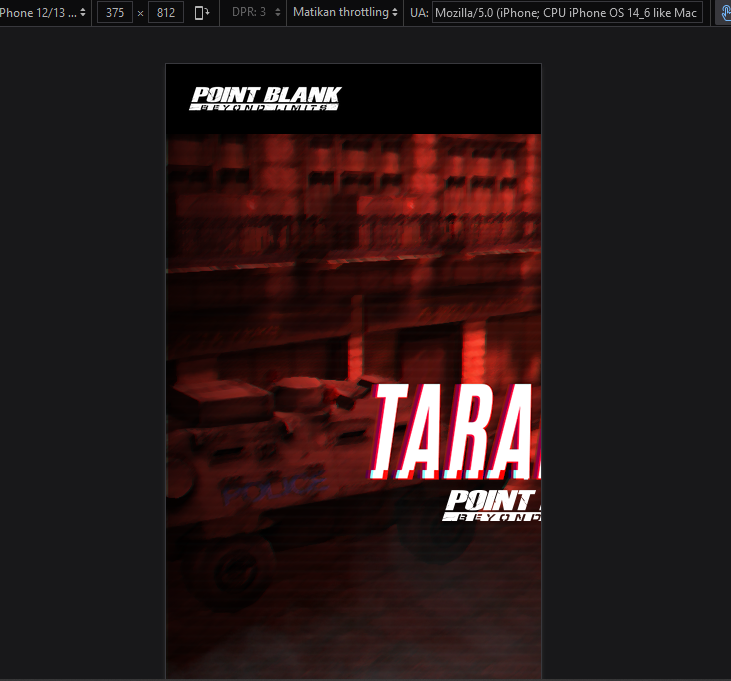 Phone 12/13 ... 375 × 812 DPR: 3 Matikan throttling UA: Mozilla/5.0 (iPhone; CPU iPhone OS 14_6 like Mac
POINT BLANK
BEYOND LIMITS
TARA
POINT
BEYOND
POLICE